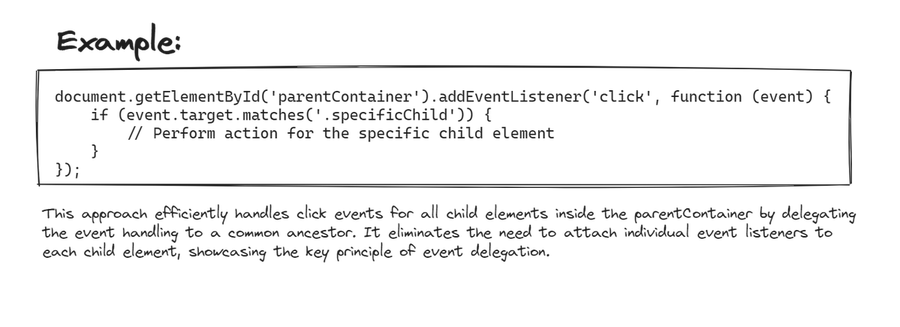 Example:
document.getElementById('parentContainer').addEventListener('click', function (event) {
    if (event.target.matches('.specificChild')) {
        // Perform action for the specific child element
    }
});
This approach efficiently handles click events for all child elements inside the parentContainer by delegating
the event handling to a common ancestor. It eliminates the need to attach individual event listeners to
each child element, showcasing the key principle of event delegation.